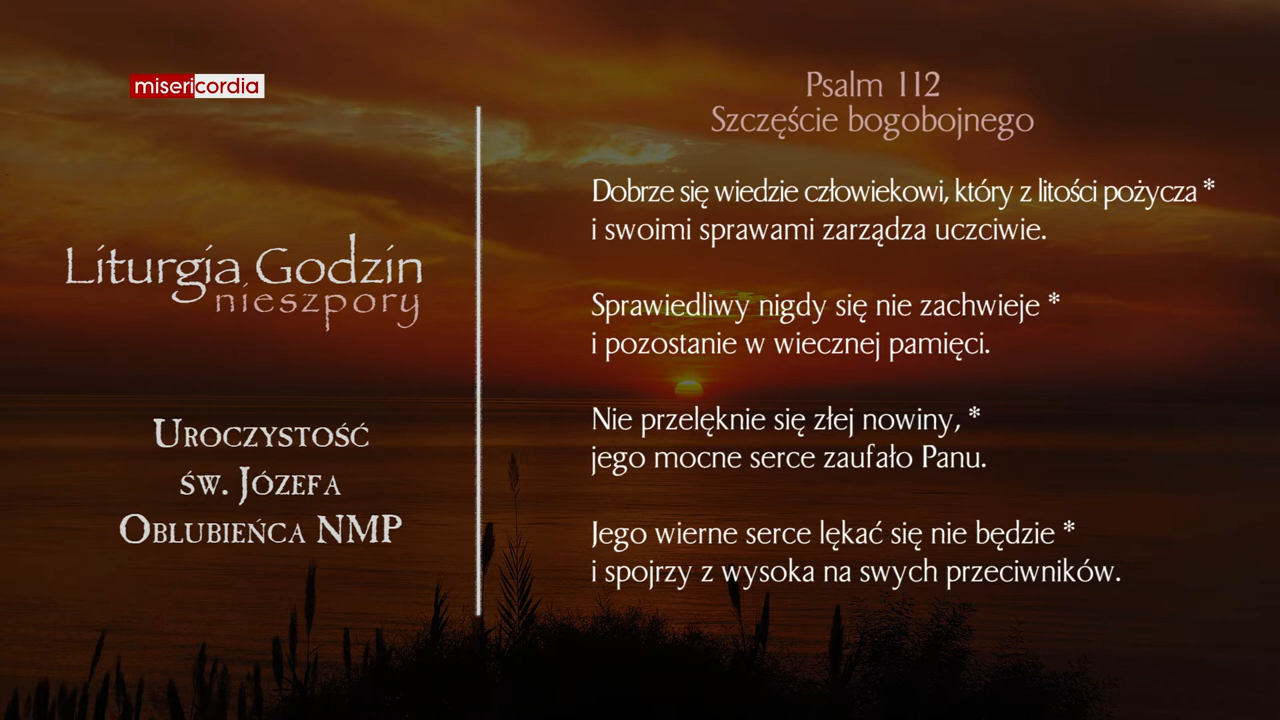 misericordia
Liturgia Godzin
nieszpory
Uroczystość
św. Józefa
Oblubieńca NMP
Psalm 112
Szczęście bogobojnego
Dobrze się wiedzie człowiekowi, który z litości pożycza *
i swoimi sprawami zarządza uczciwie.
Sprawiedliwy nigdy się nie zachwieje *
i pozostanie w wiecznej pamięci.
Nie przelęknie się złej nowiny, *
jego mocne serce zaufało Panu.
Jego wierne serce lękać się nie będzie *
i spojrzy z wysoka na swych przeciwników.